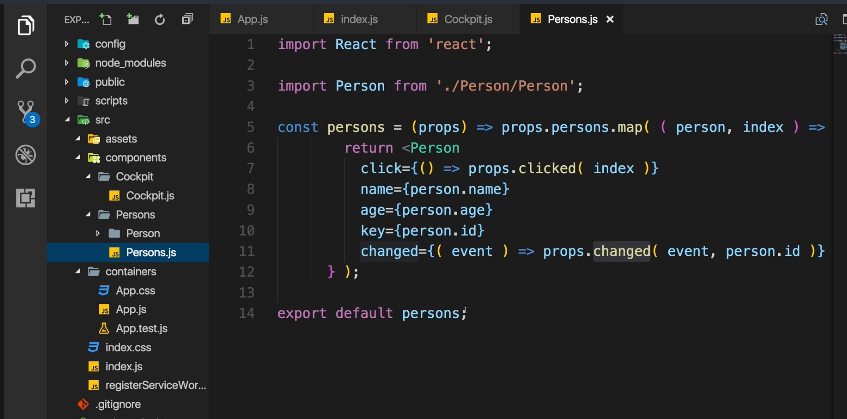 EXP...
App.js
index.js
Cockpit.js
Persons.js
config
node_modules
public
scripts
src
assets
components
Cockpit
Cockpit.js
Persons
Person
Persons.js
containers
App.css
App.js
App.test.js
index.css
index.js
registerServiceWor...
.gitignore
3
1 import React from 'react';
2
3 import Person from './Person/Person';
4
5 const persons = (props) => props.persons.map( ( person, index ) =>
6 return <Person
7 click={() => props.clicked( index )}
8 name={person.name}
9 age={person.age}
10 key={person.id}
11 changed={( event ) => props.changed( event, person.id )}
12 } );
13
14 export default persons;